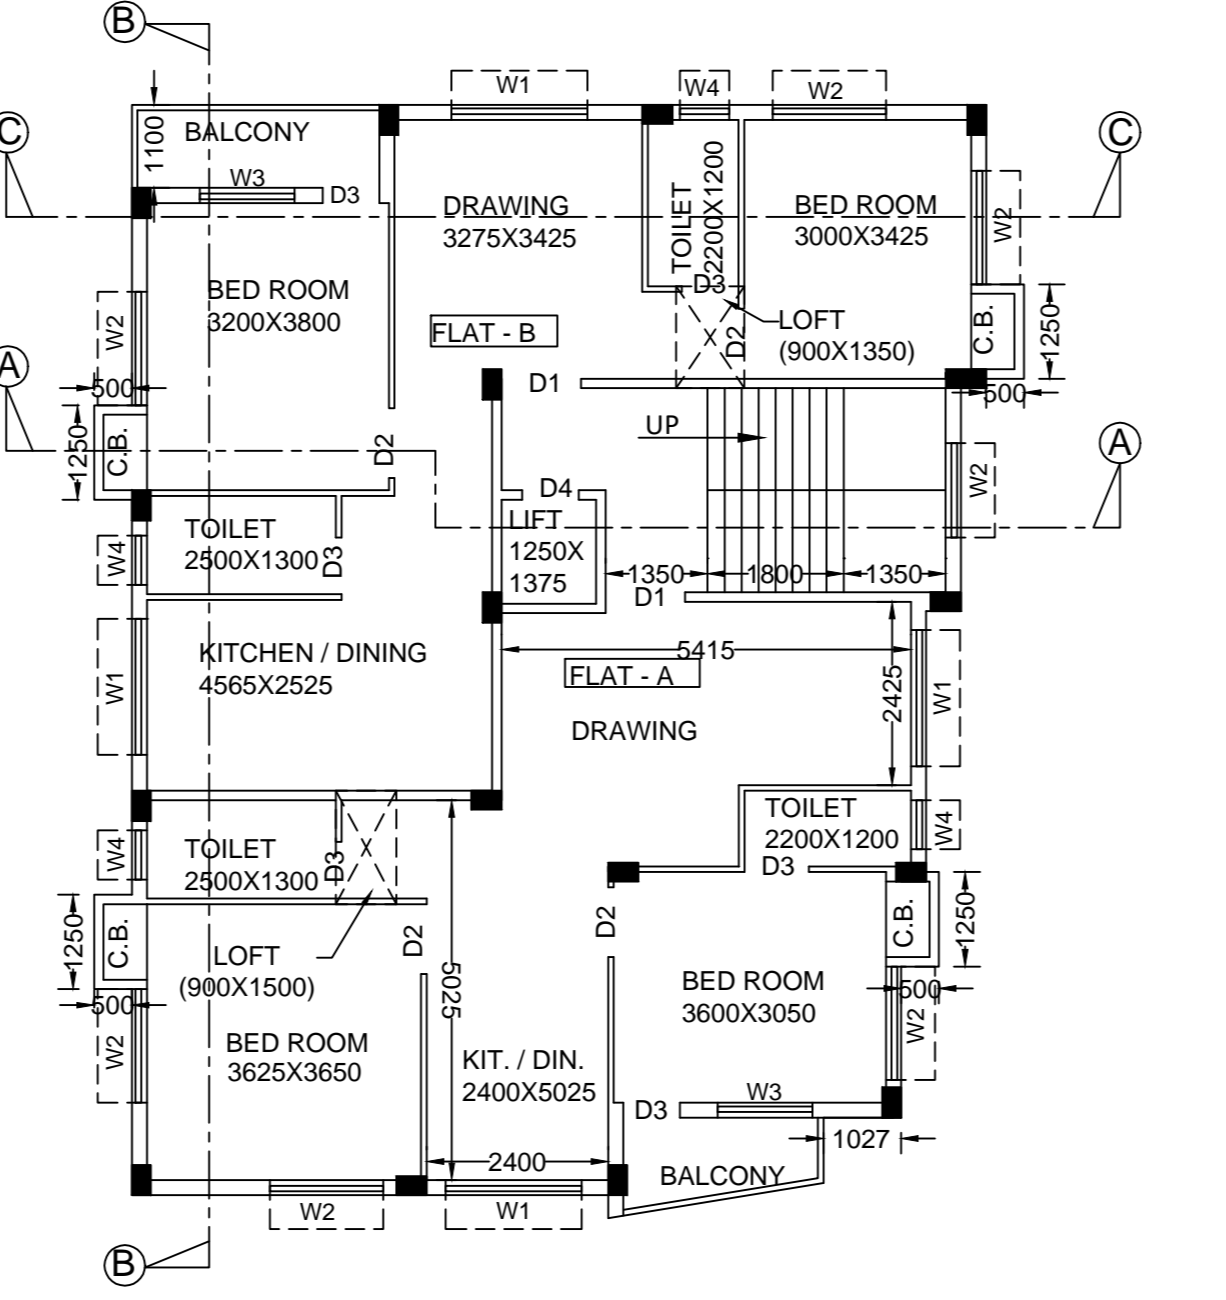 B
W1
W4
W2
C
C
1100
BALCONY
W3
D3
DRAWING
3275X3425
TOILET
2200X1200
BED ROOM
3000X3425
W2
BED ROOM
3200X3800
D3
W2
FLAT - B
D2
LOFT
(900X1350)
C.B.
1250
A
500
D1
500
1250
C.B.
D2
UP
A
W2
D4
TOILET
2500X1300
W4
D3
LIFT
1250X
1375
1350
1800
1350
D1
KITCHEN / DINING
4565X2525
W1
5415
FLAT - A
2425
W1
DRAWING
TOILET
2200X1200
W4
D3
TOILET
2500X1300
W4
D3
D2
D2
C.B.
1250
C.B.
1250
LOFT
(900X1500)
500
5025
BED ROOM
3600X3050
500
W2
W2
BED ROOM
3625X3650
KIT. / DIN.
2400X5025
D3
W3
1027
2400
BALCONY
W2
W1
B